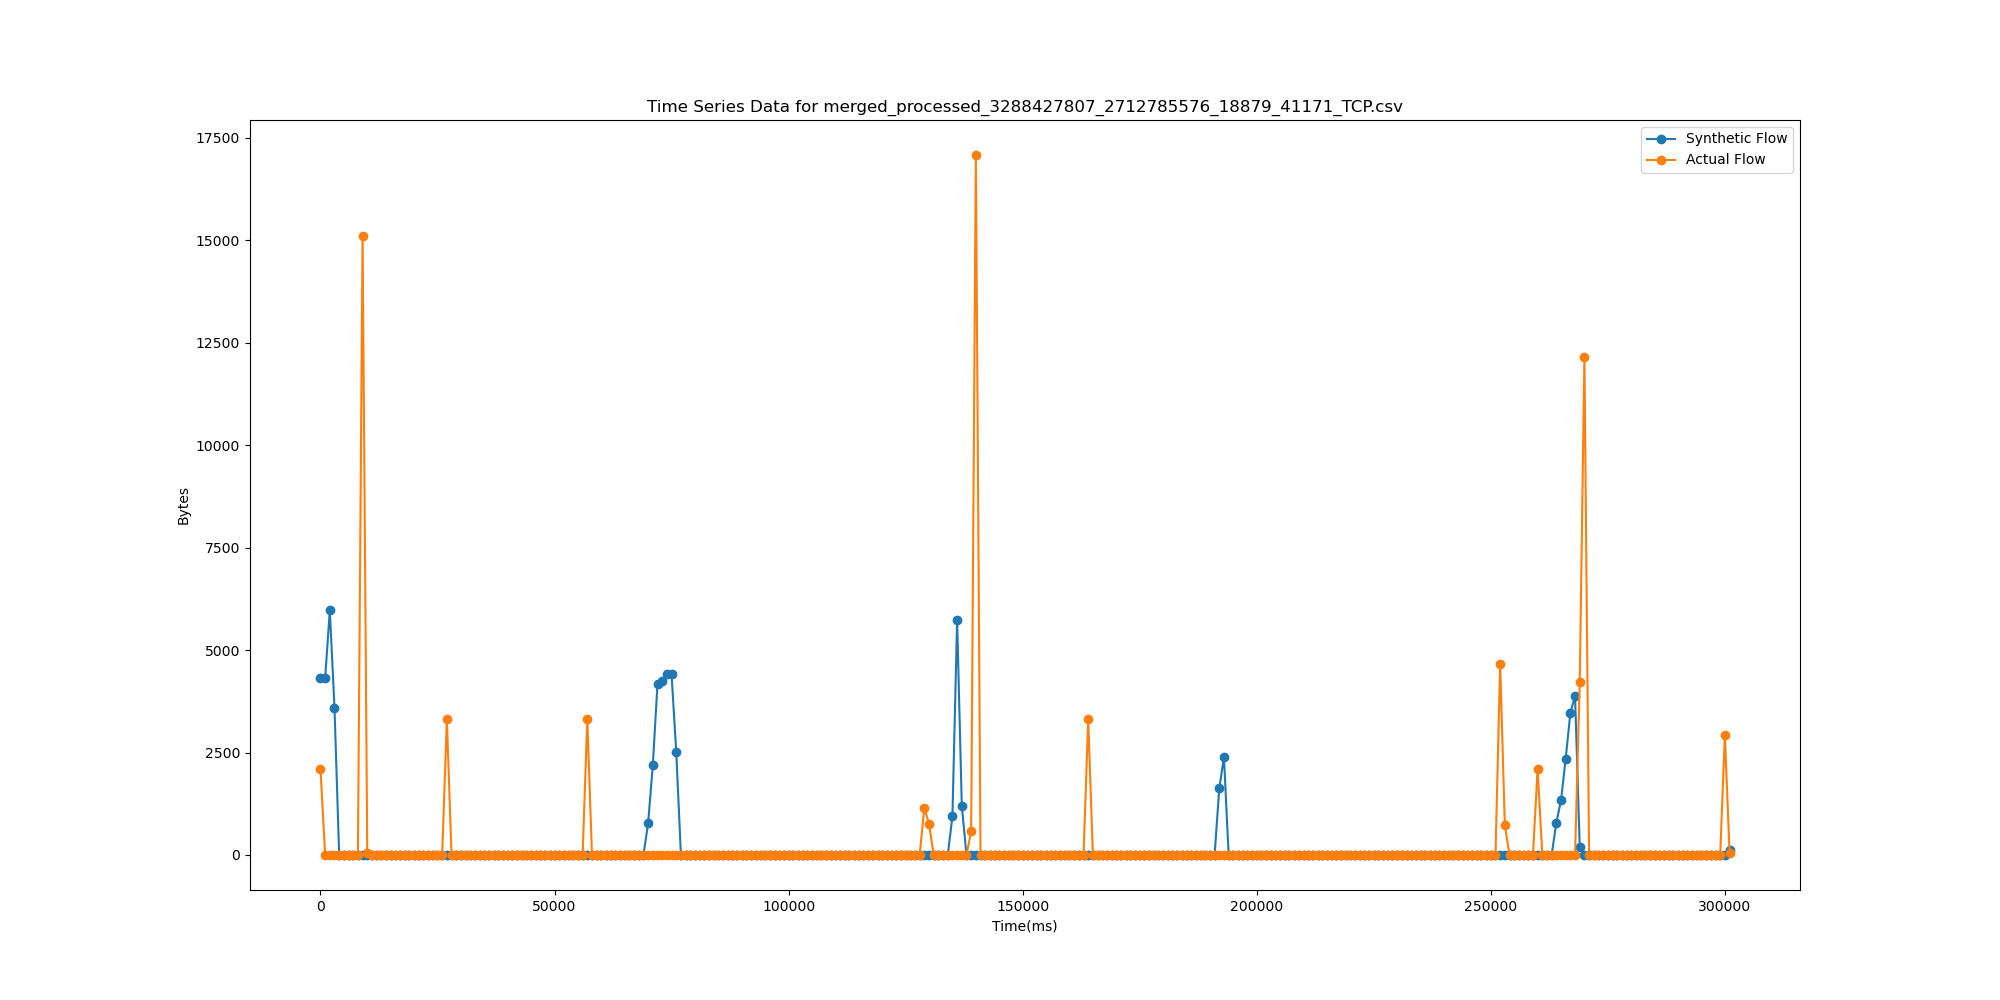 Time Series Data for merged_processed_3288427807_2712785576_18879_41171_TCP.csv
Synthetic Flow
Actual Flow
17500
15000
12500
10000
7500
5000
2500
0
Bytes
0 50000 100000 150000 200000 250000 300000
Time(ms)